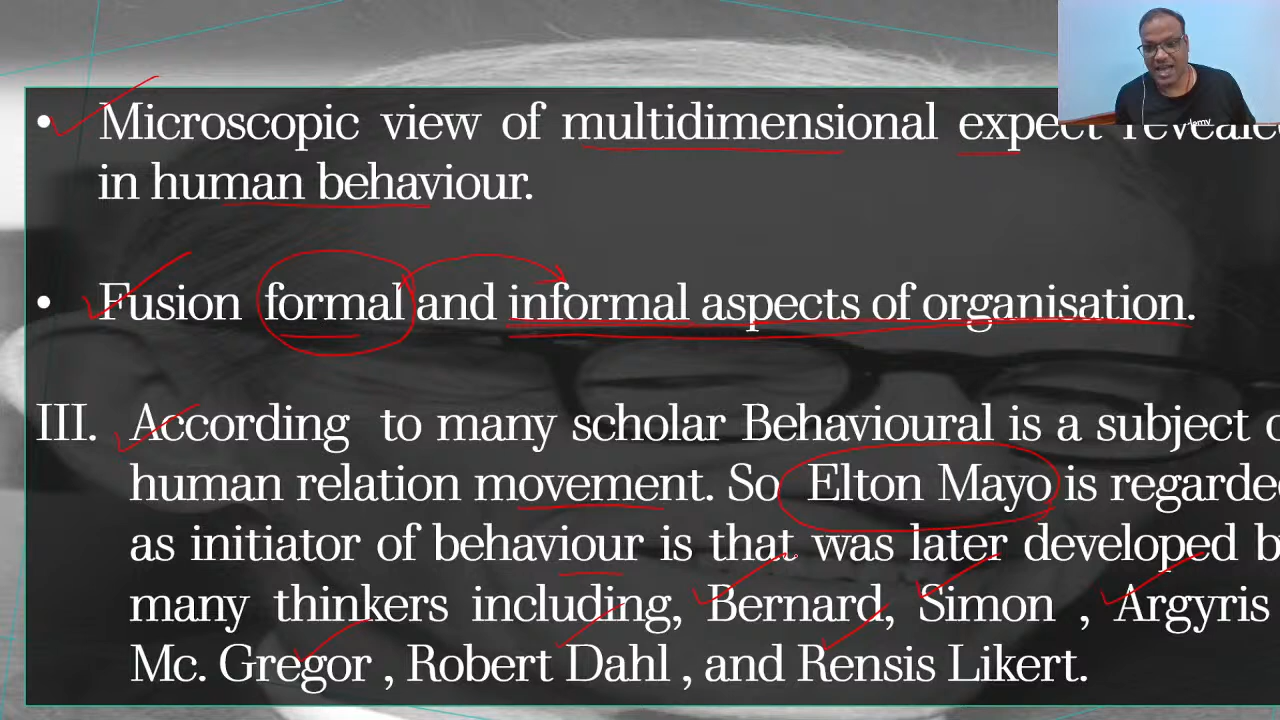 • Microscopic view of multidimensional expect
in human behaviour.
• Fusion formal and informal aspects of organisation.
III. According to many scholar Behavioural is a subject
human relation movement. So Elton Mayo is
as initiator of behaviour is that was later developed
many thinkers including, Bernard, Simon , Argyris
Mc. Gregor , Robert Dahl , and Rensis Likert.